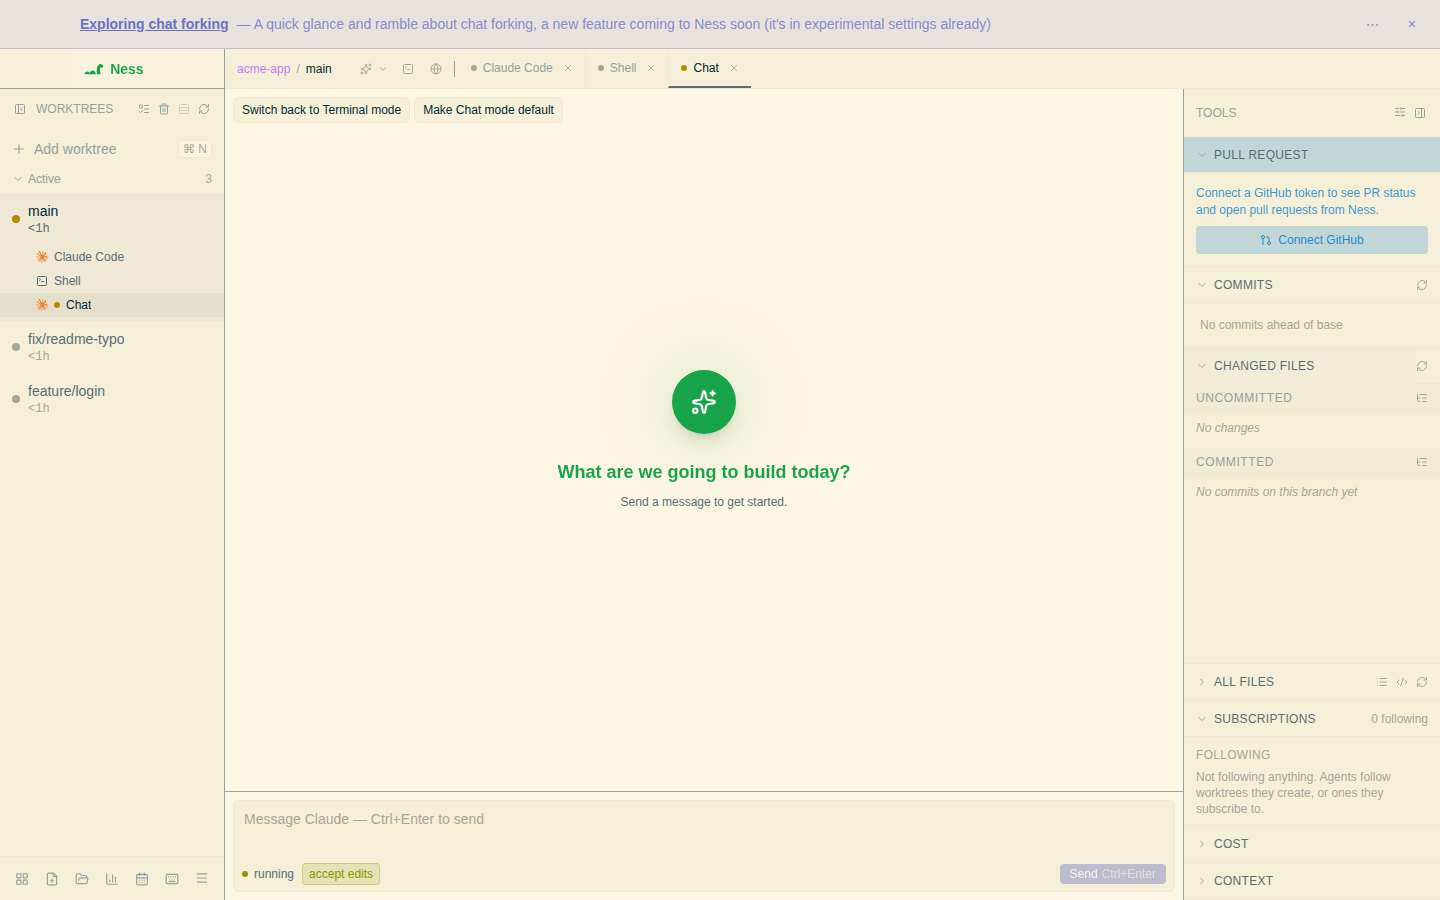 Exploring chat forking — A quick glance and ramble about chat forking, a new feature coming to Ness soon (it's in experimental settings already)
Ness
acme-app / main
Claude Code
Shell
Chat
WORKTREES
Add worktree
⌘ N
Active
3
main
<1h
Claude Code
Shell
Chat
fix/readme-typo
<1h
feature/login
<1h
Switch back to Terminal mode
Make Chat mode default
What are we going to build today?
Send a message to get started.
Message Claude — Ctrl+Enter to send
running
accept edits
Send Ctrl+Enter
TOOLS
PULL REQUEST
Connect a GitHub token to see PR status
and open pull requests from Ness.
Connect GitHub
COMMITS
No commits ahead of base
CHANGED FILES
UNCOMMITTED
No changes
COMMITTED
No commits on this branch yet
ALL FILES
SUBSCRIPTIONS
0 following
FOLLOWING
Not following anything. Agents follow
worktrees they create, or ones they
subscribe to.
COST
CONTEXT